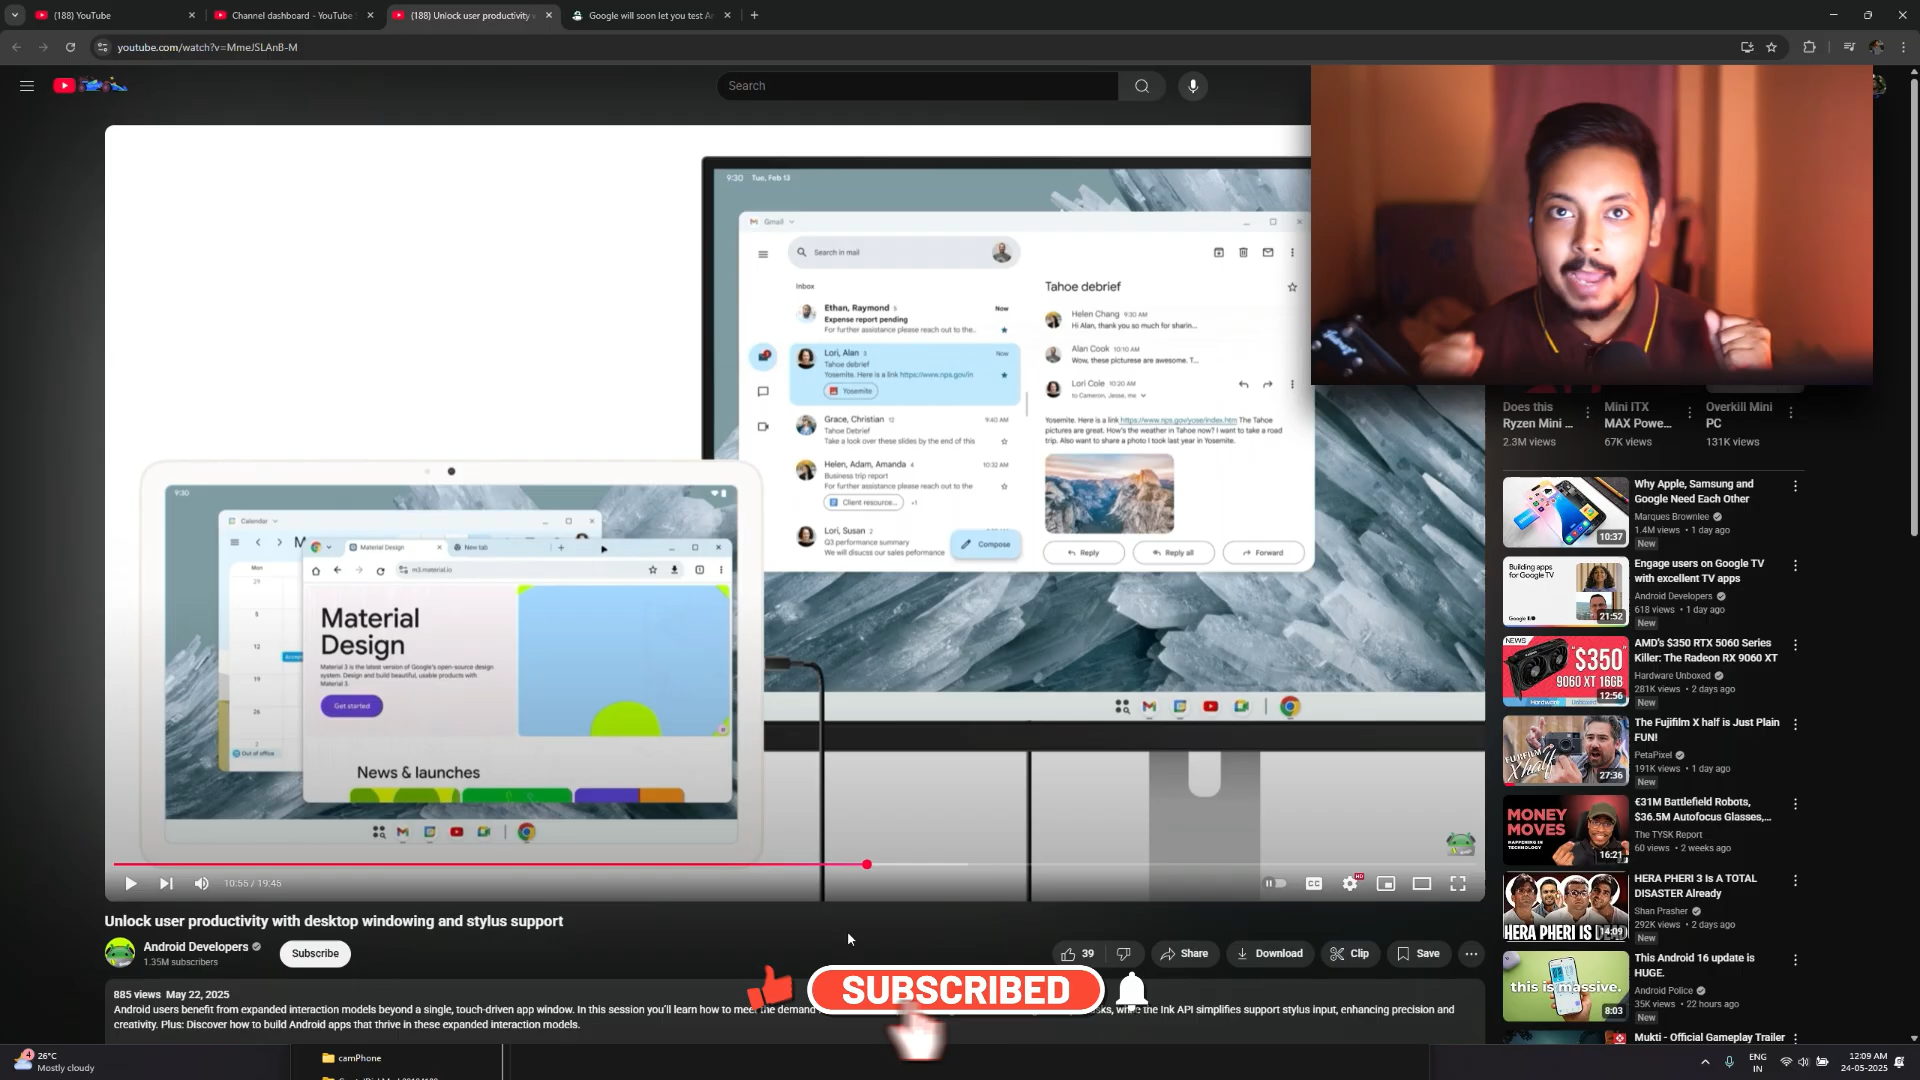 (188) YouTube
Channel dashboard - YouTube
(188) Unlock user productivity w
Google will soon let you test A
youtube.com/watch?v=MmeJSLAnB-M
Search
9:30 Tue, Feb 13
Gmail
Search in mail
Inbox
Ethan, Raymond 5 Now
Expense report pending
For further assistance please reach out to the..
Lori, Alan 3 Now
Tahoe debrief
Yosemite. Here is a link https://www.nps.gov/in
Yosemite
Grace, Christian 12 9:40 AM
Tahoe Debrief
Take a look over these slides by the end of this
Helen, Adam, Amanda 4 10:32 AM
Business trip report
For further assistance please reach out to the
Client resource... +1
Lori, Susan 2
Q3 performance summary
We will discuss our sales peformance
Compose
Tahoe debrief
Helen Chang 9:30 AM
Hi Alan, thank you so much for sharin...
Alan Cook 10:10 AM
Wow, these picturese are awesome. T...
Lori Cole 10:20 AM
to Cameron, Jesse, me
Yosemite. Here is a link https://www.nps.gov/yose/index.htm The Tahoe
pictures are great. How's the weather in Tahoe now? I want to take a road
trip. Also want to share a photo I took last year in Yosemite.
Reply
Reply all
Forward
9:30
Calendar
M
Mon
29
5
12
19
26
Out of office
Material Design
New tab
m3.material.io
Material
Design
Material 3 is the latest version of Google's open-source design
system. Design and build beautiful, usable products with
Material 3.
Get started
News & launches
10:55 / 19:45
CC
HD
Unlock user productivity with desktop windowing and stylus support
Android Developers
1.35M subscribers
Subscribe
39
Share
Download
Clip
Save
885 views May 22, 2025
Android users benefit from expanded interaction models beyond a single, touch-driven app window. In this session you'll learn how to meet the demand
the Ink API simplifies support stylus input, enhancing precision and
creativity. Plus: Discover how to build Android apps that thrive in these expanded interaction models.
SUBSCRIBED
Does this
Ryzen Mini ...
2.3M views
Mini ITX
MAX Powe...
67K views
Overkill Mini
PC
131K views
Why Apple, Samsung and
Google Need Each Other
Marques Brownlee
1.4M views • 1 day ago
New
10:37
Building apps
for Google TV
Google I/O
21:52
Engage users on Google TV
with excellent TV apps
Android Developers
618 views • 1 day ago
New
NEWS
"$350"
9060 XT 16GB
Hardware
12:56
AMD's $350 RTX 5060 Series
Killer: The Radeon RX 9060 XT
Hardware Unboxed
281K views • 2 days ago
New
FUJIFILM
X half
27:36
The Fujifilm X half is Just Plain
FUN!
PetaPixel
191K views • 1 day ago
New
MONEY
MOVES
HAPPENING IN
TECHNOLOGY
16:21
€31M Battlefield Robots,
$36.5M Autofocus Glasses,...
The TYSK Report
60 views • 2 weeks ago
HERA PHERI IS DEAD
14:09
HERA PHERI 3 Is A TOTAL
DISASTER Already
Shan Prasher
292K views • 2 days ago
New
this is massive.
8:03
This Android 16 update is
HUGE.
Android Police
35K views • 22 hours ago
New
Mukti - Official Gameplay Trailer
4
26°C
Mostly cloudy
camPhone
ENG
IN
12:09 AM
24-05-2025